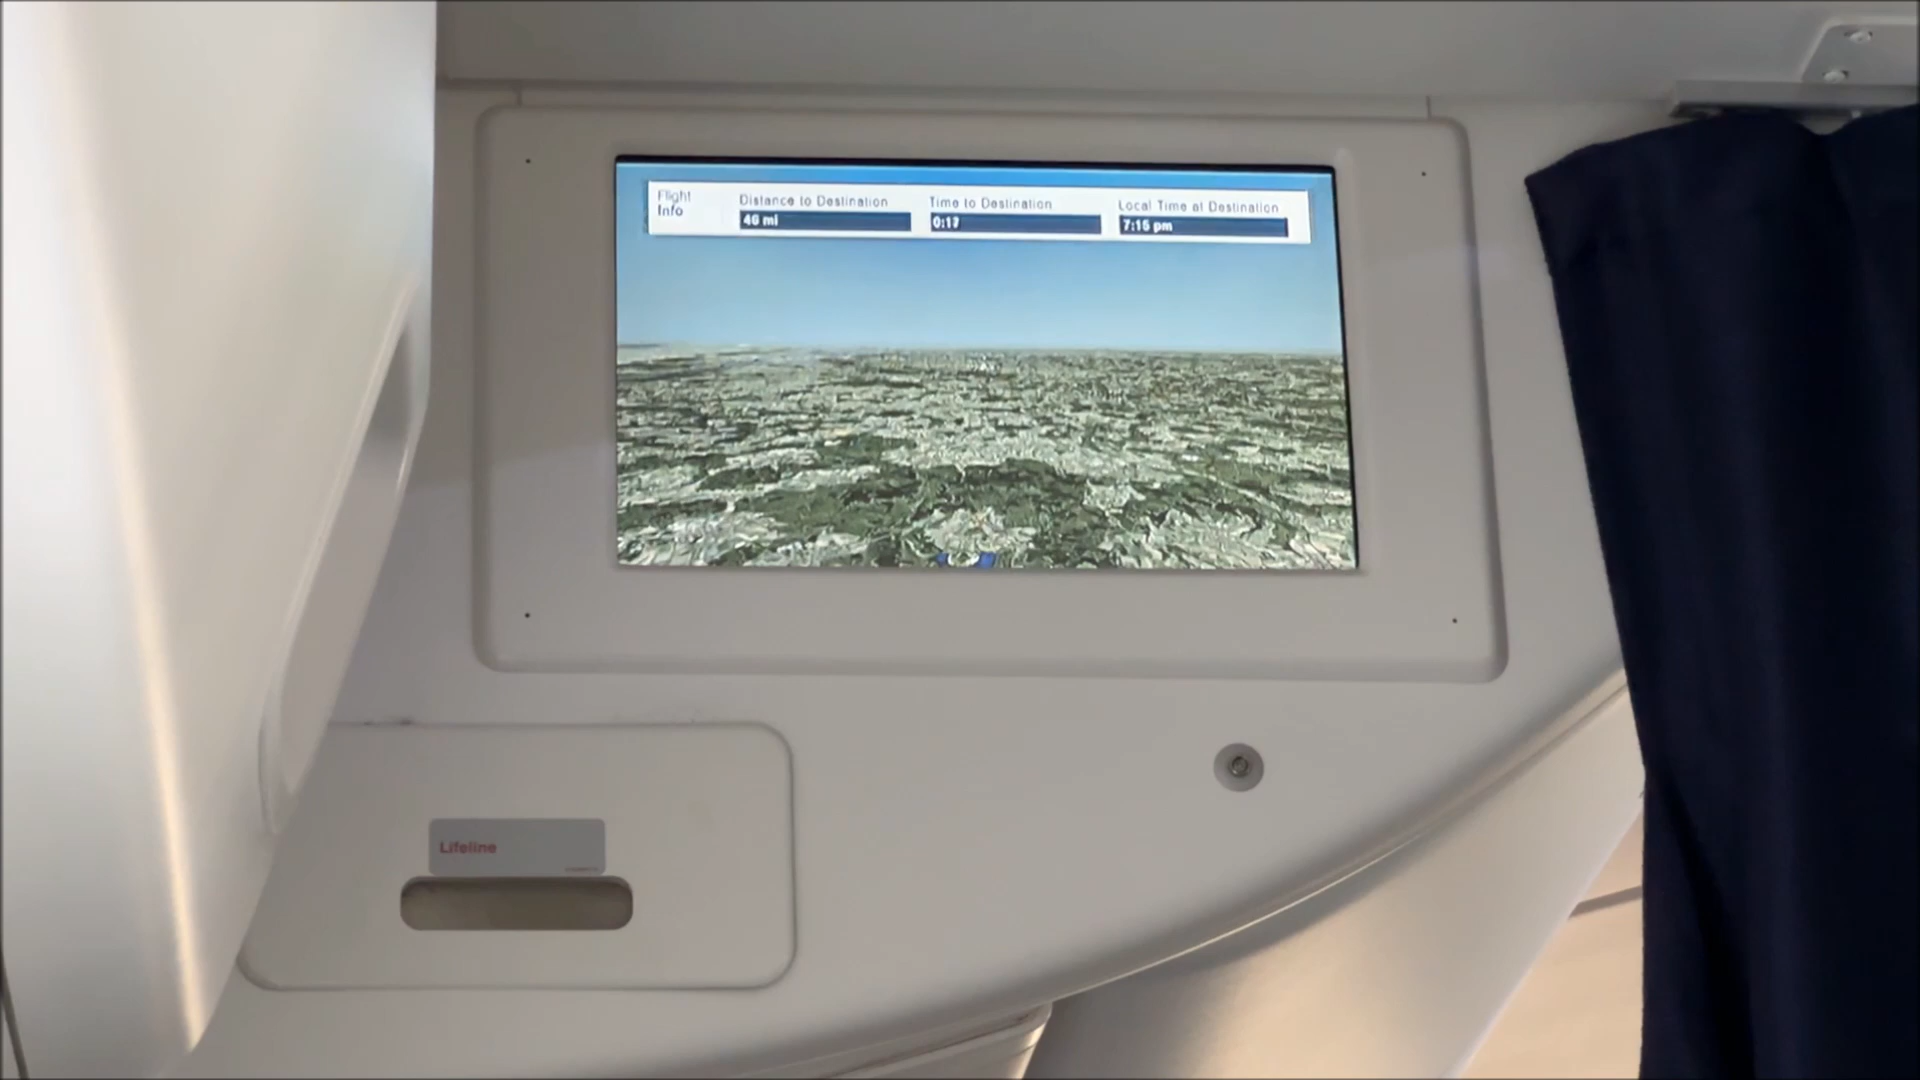 Flight
Info
Distance to Destination
46 mi
Time to Destination
0:17
Local Time at Destination
7:15 pm
Lifeline